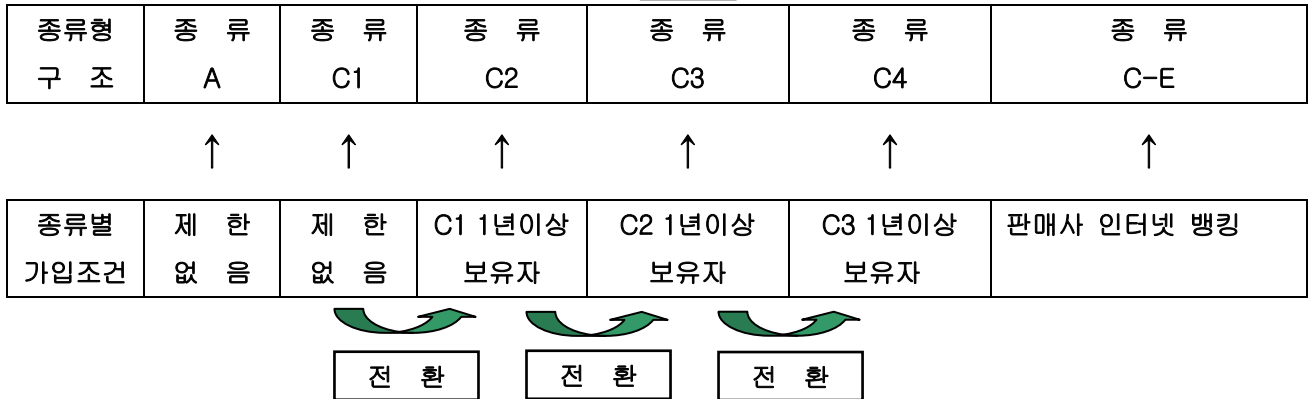 종류형 종 류 종 류 종 류 종 류 종 류 종 류
구 조 A C1 C2 C3 C4 C-E
↑ ↑ ↑ ↑ ↑ ↑
종류별 제 한 제 한 C1 1년이상 C2 1년이상 C3 1년이상 판매사 인터넷 뱅킹
가입조건 없 음 없 음 보유자 보유자 보유자
전 환 전 환 전 환